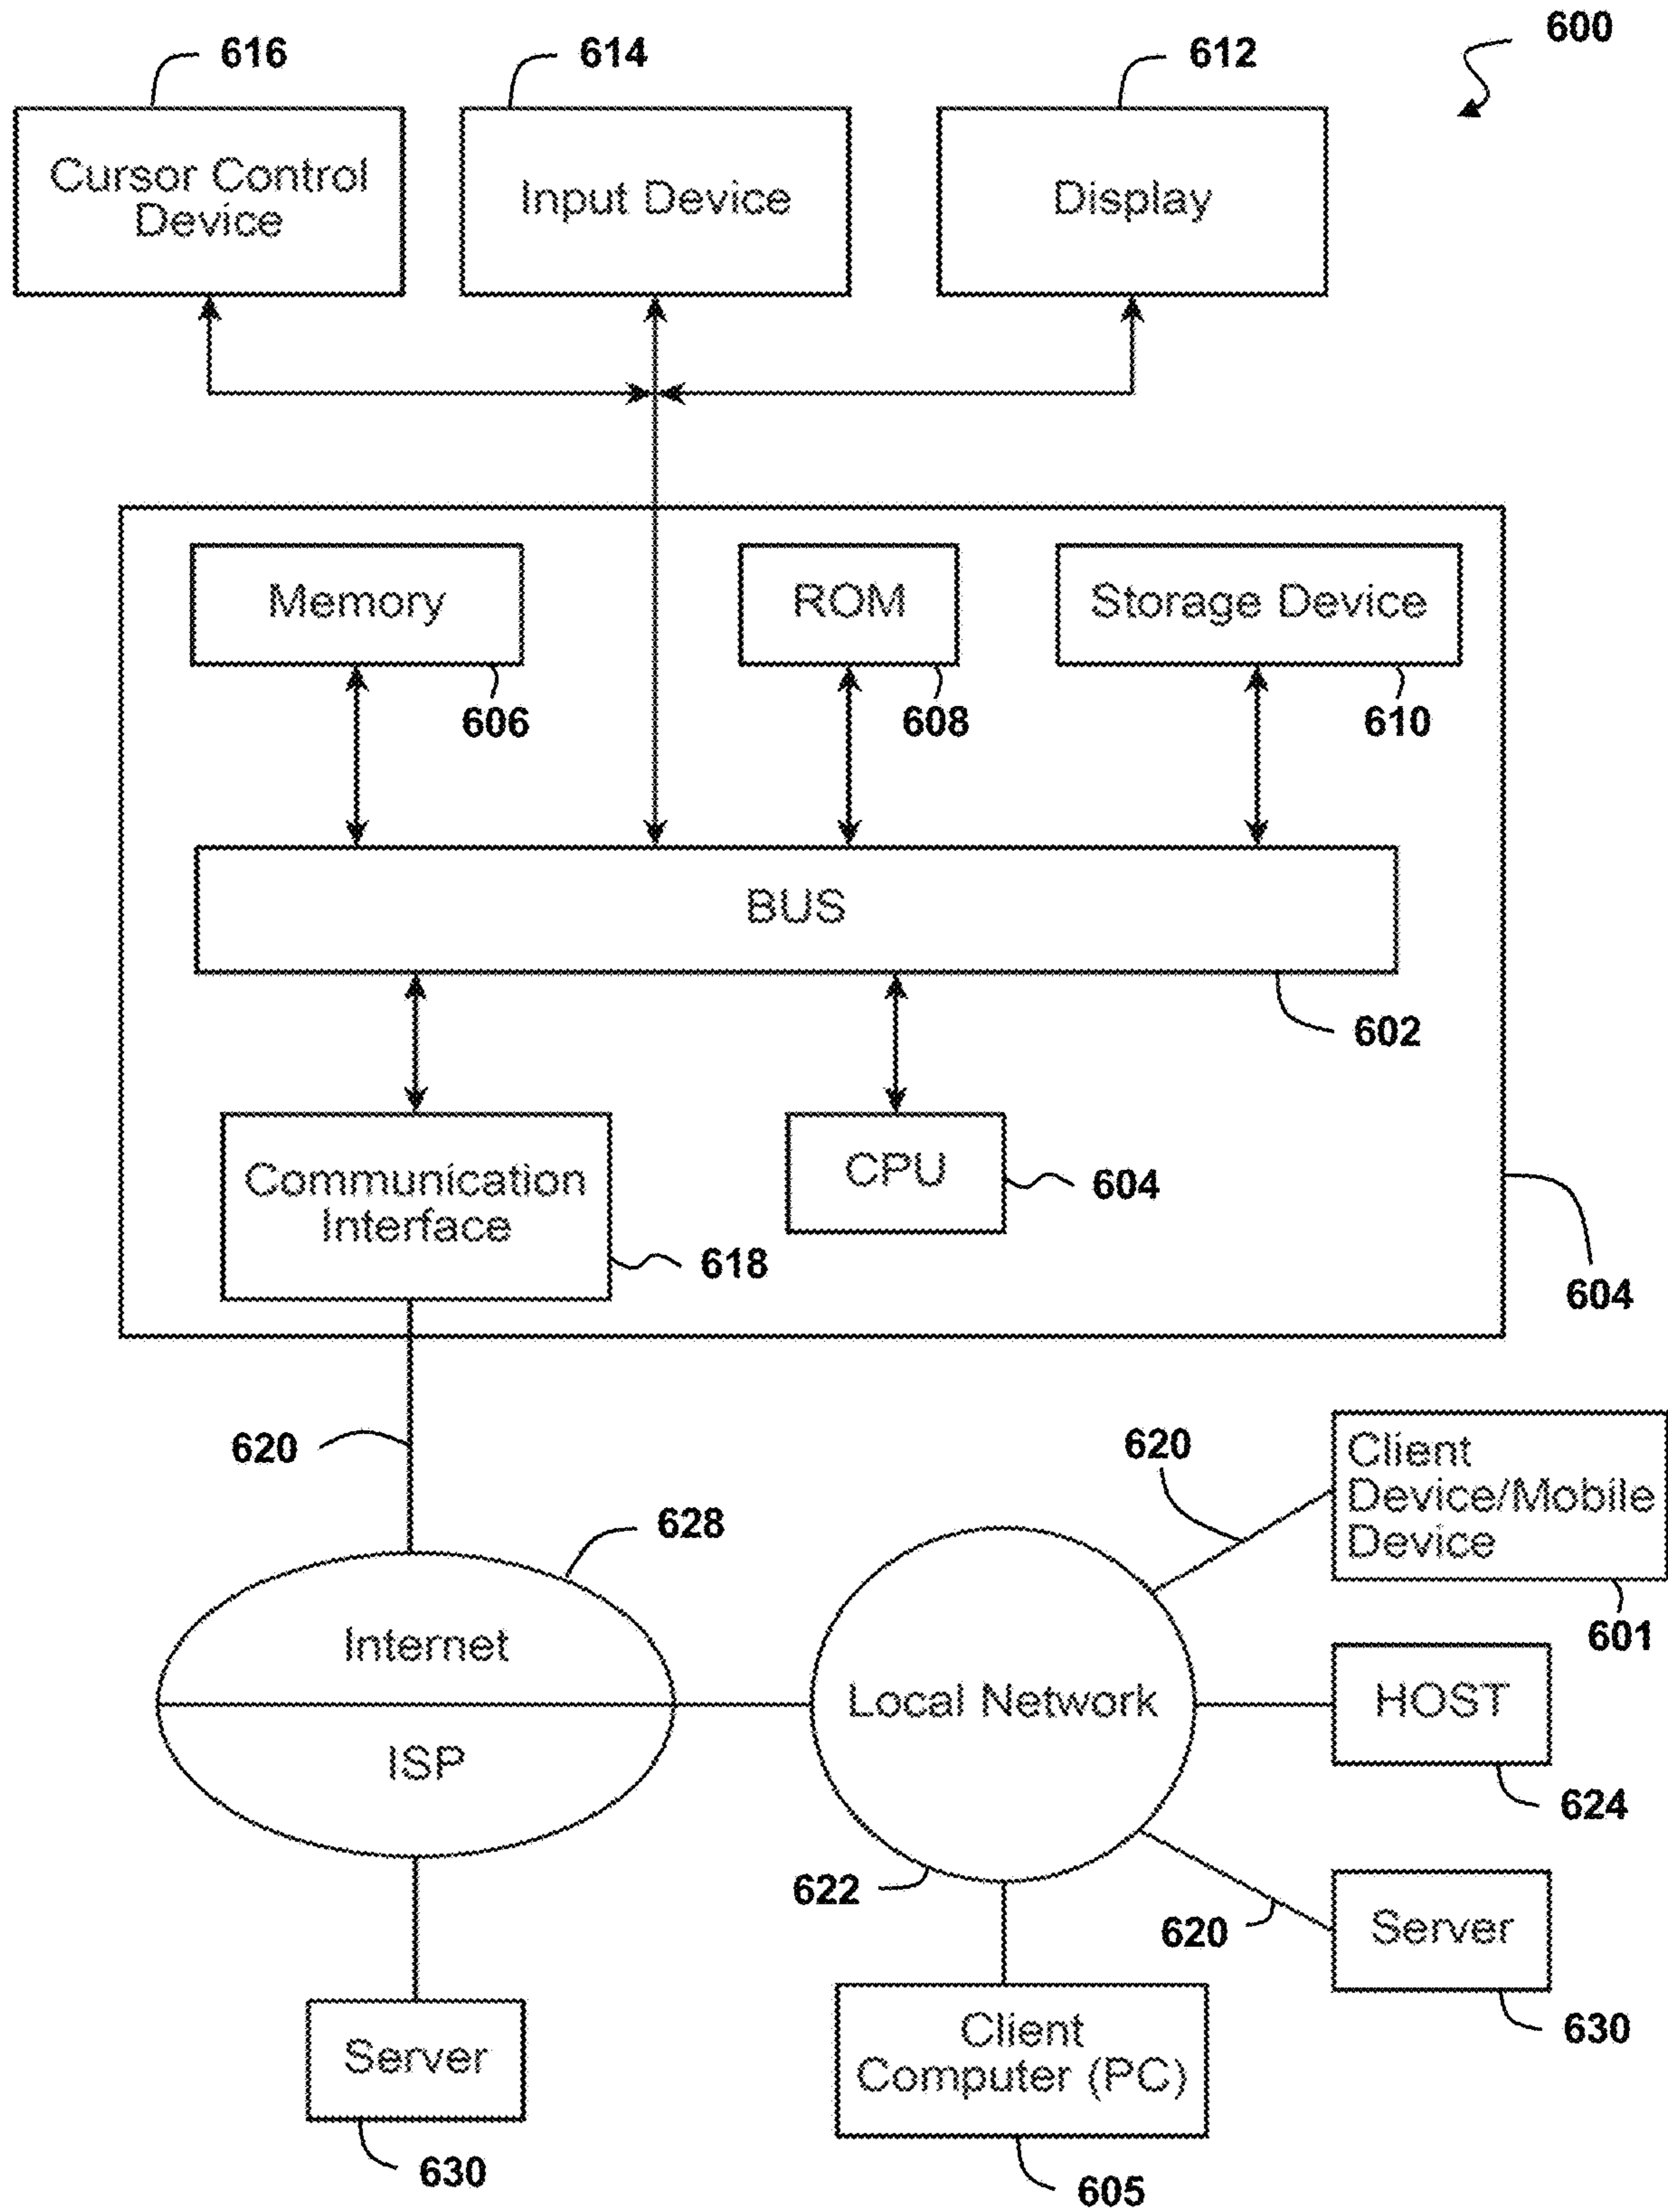 600
616
614
612
Cursor Control
Device
Input Device
Display
Memory
ROM
Storage Device
606
608
610
BUS
602
Communication
Interface
CPU
604
618
604
620
620
Client
Device/Mobile
Device
628
601
Internet
ISP
Local Network
HOST
624
622
620
Server
630
Server
630
Client
Computer (PC)
605